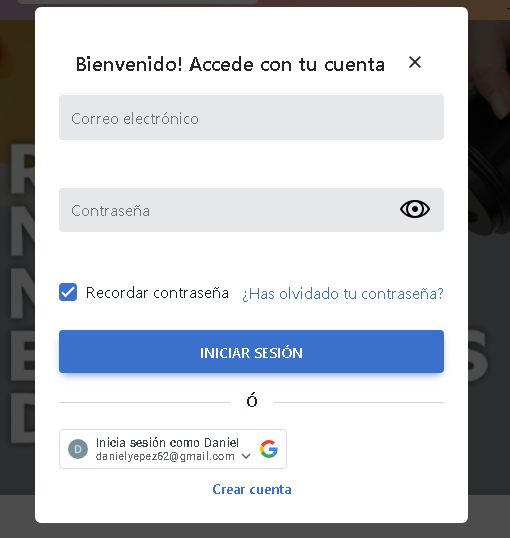 Bienvenido! Accede con tu cuenta
Correo electrónico
Contraseña
Recordar contraseña ¿Has olvidado tu contraseña?
INICIAR SESIÓN
Ó
D Inicia sesión como Daniel
danielyepez62@gmail.com
Crear cuenta